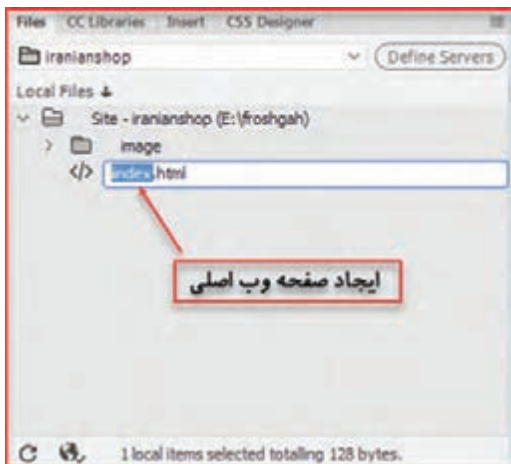 Files CC Libraries Insert CSS Designer
iranianshop Define Servers
Local Files
Site - iranianshop (E:\froshgah)
image
</> index.html
ایجاد صفحه وب اصلی
1 local items selected totalling 128 bytes.